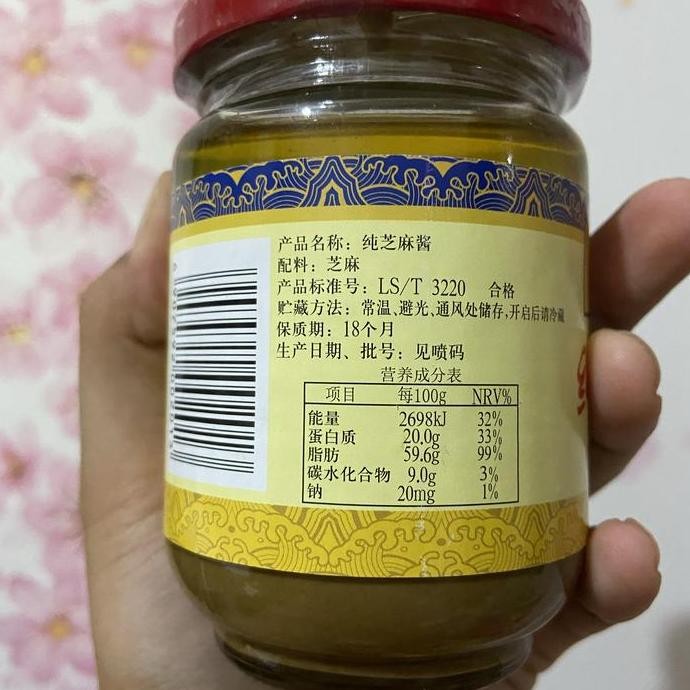 产品名称：纯芝麻酱
配料：芝麻
产品标准号：LS/T 3220 合格
贮藏方法：常温、避光、通风处储存,开启后请冷藏
保质期：18个月
生产日期、批号：见喷码
营养成分表
项目 每100g NRV%
能量 2698kJ 32%
蛋白质 20.0g 33%
脂肪 59.6g 99%
碳水化合物 9.0g 3%
钠 20mg 1%